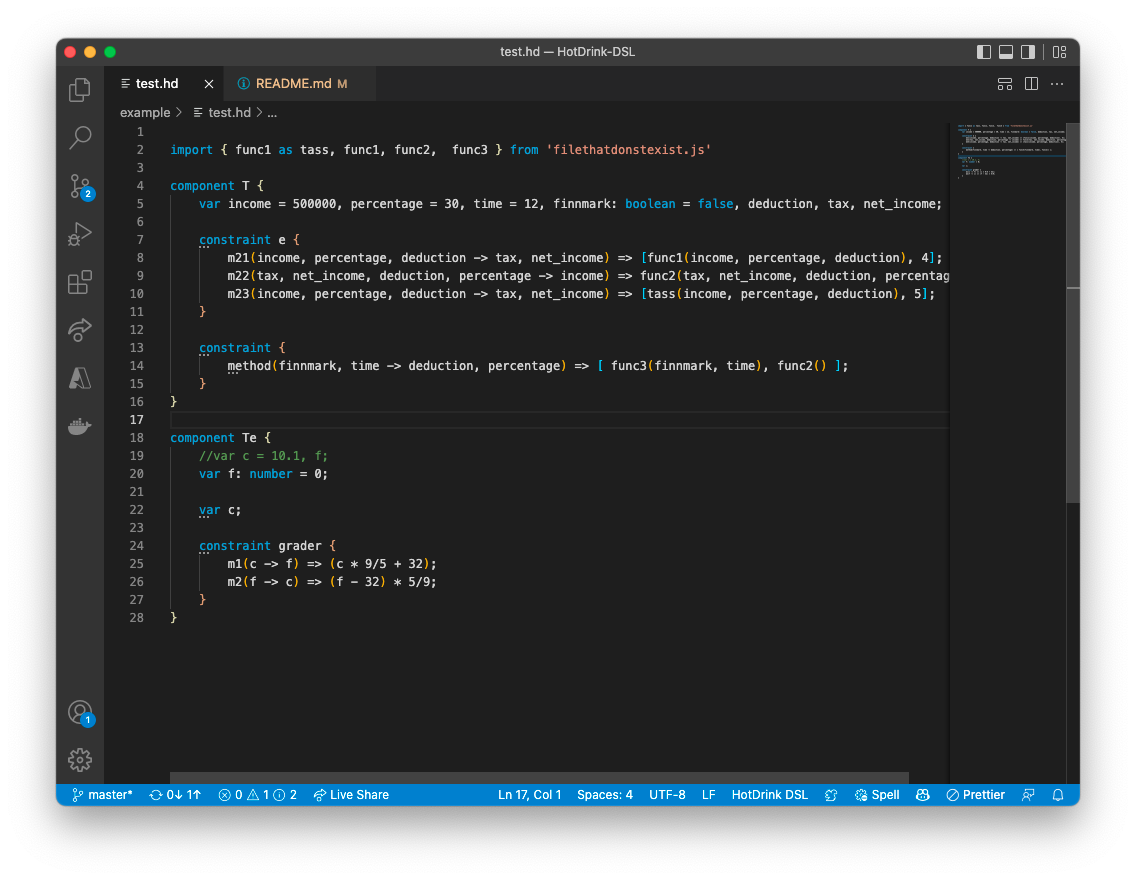 test.hd — HotDrink-DSL
test.hd
README.md M
example > test.hd > ...
1
2 import { func1 as tass, func1, func2,  func3 } from 'filethatdonstexist.js'
3
4 component T {
5     var income = 500000, percentage = 30, time = 12, finnmark: boolean = false, deduction, tax, net_income;
6
7     constraint e {
8         m21(income, percentage, deduction -> tax, net_income) => [func1(income, percentage, deduction), 4];
9         m22(tax, net_income, deduction, percentage -> income) => func2(tax, net_income, deduction, percentag
10         m23(income, percentage, deduction -> tax, net_income) => [tass(income, percentage, deduction), 5];
11     }
12
13     constraint {
14         method(finnmark, time -> deduction, percentage) => [ func3(finnmark, time), func2() ];
15     }
16 }
17
18 component Te {
19     //var c = 10.1, f;
20     var f: number = 0;
21
22     var c;
23
24     constraint grader {
25         m1(c -> f) => (c * 9/5 + 32);
26         m2(f -> c) => (f - 32) * 5/9;
27     }
28 }
2
1
master* 0↓ 1↑ 0 1 2 Live Share Ln 17, Col 1 Spaces: 4 UTF-8 LF HotDrink DSL Spell Prettier